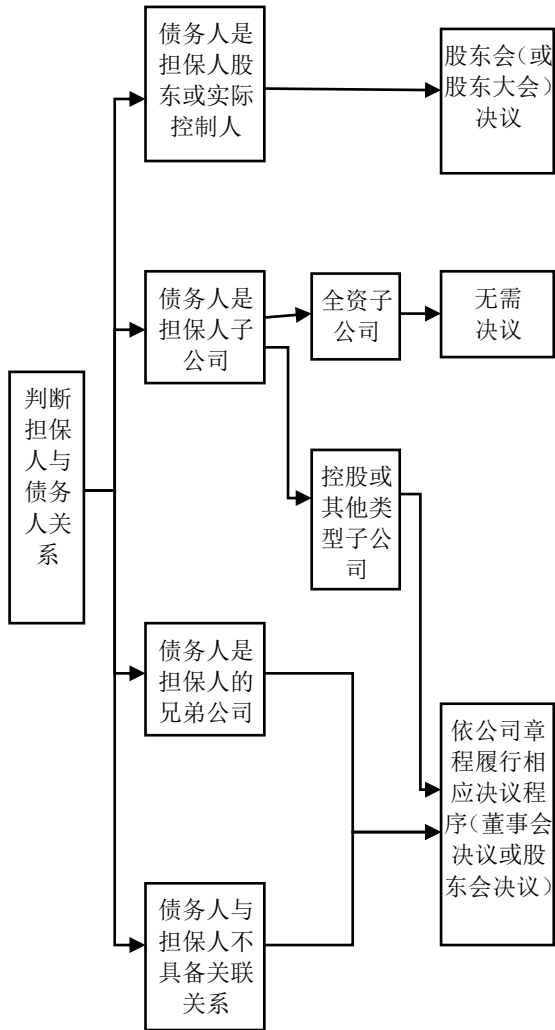 判断
担保
人与
债务
人关
系
债务人是
担保人股
东或实际
控制人
股东会（或
股东大会）
决议
债务人是
担保人子
公司
全资子
公司
无需
决议
控股或
其他类
型子公
司
债务人是
担保人的
兄弟公司
债务人与
担保人不
具备关联
关系
依公司章
程履行相
应决议程
序（董事会
决议或股
东会决议）